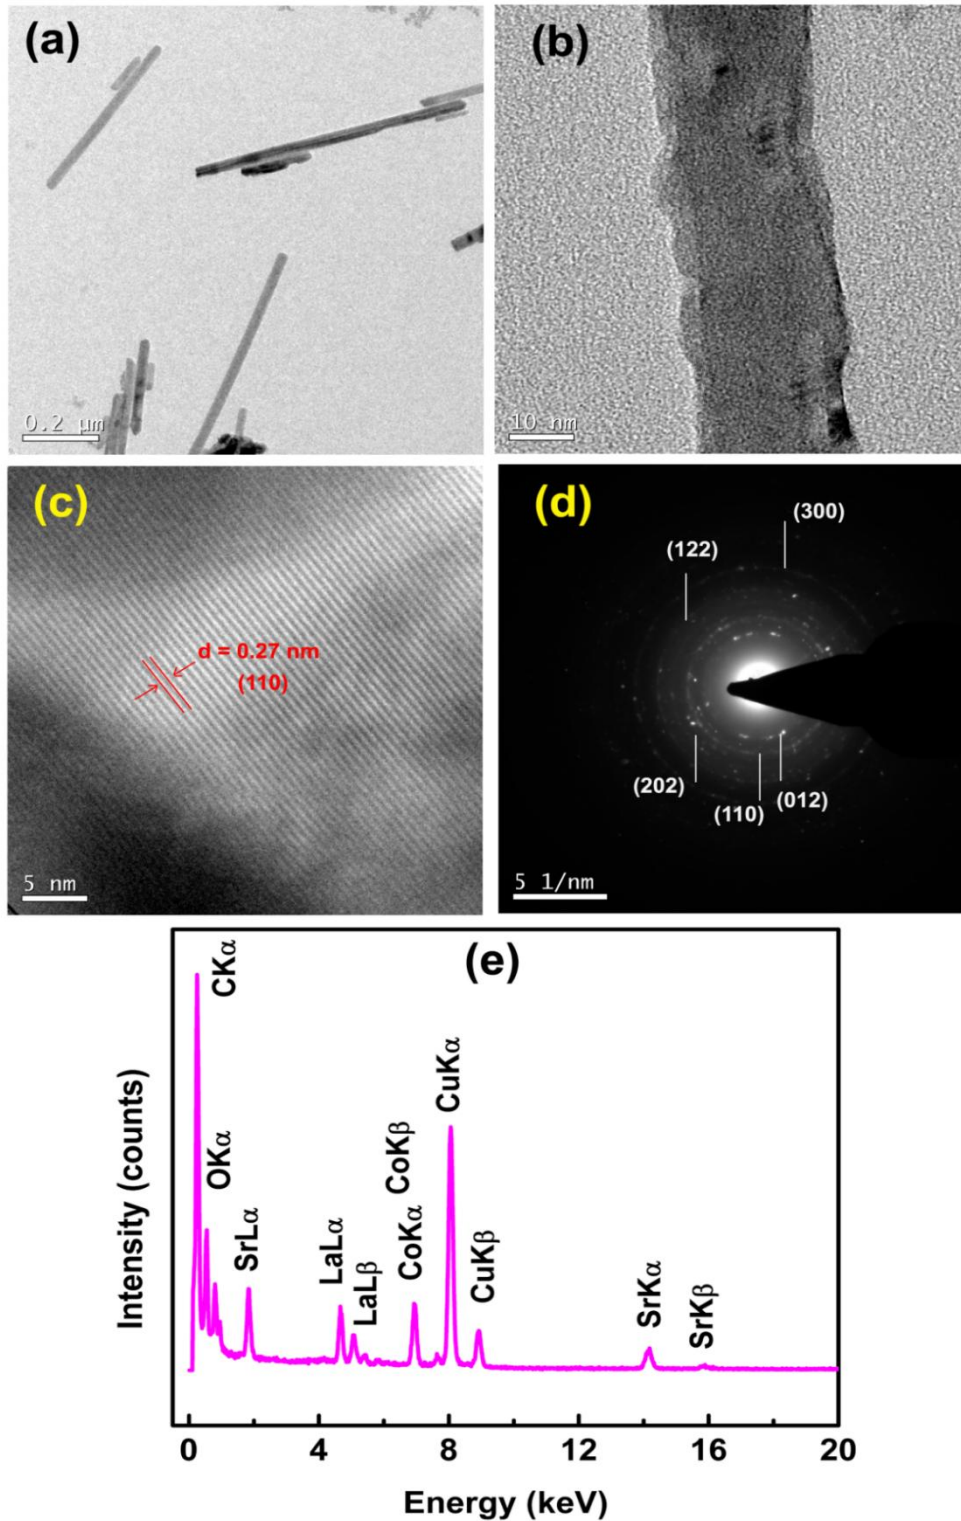 (a)
0.2 μm
(b)
10 nm
(c)
d = 0.27 nm
(110)
5 nm
(d)
(300)
(122)
(202)
(110)
(012)
5 1/nm
(e)
CKα
OKα
SrLα
LaLα
LaLβ
CoKα
CoKβ
CuKα
CuKβ
SrKα
SrKβ
Intensity (counts)
0 4 8 12 16 20
Energy (keV)